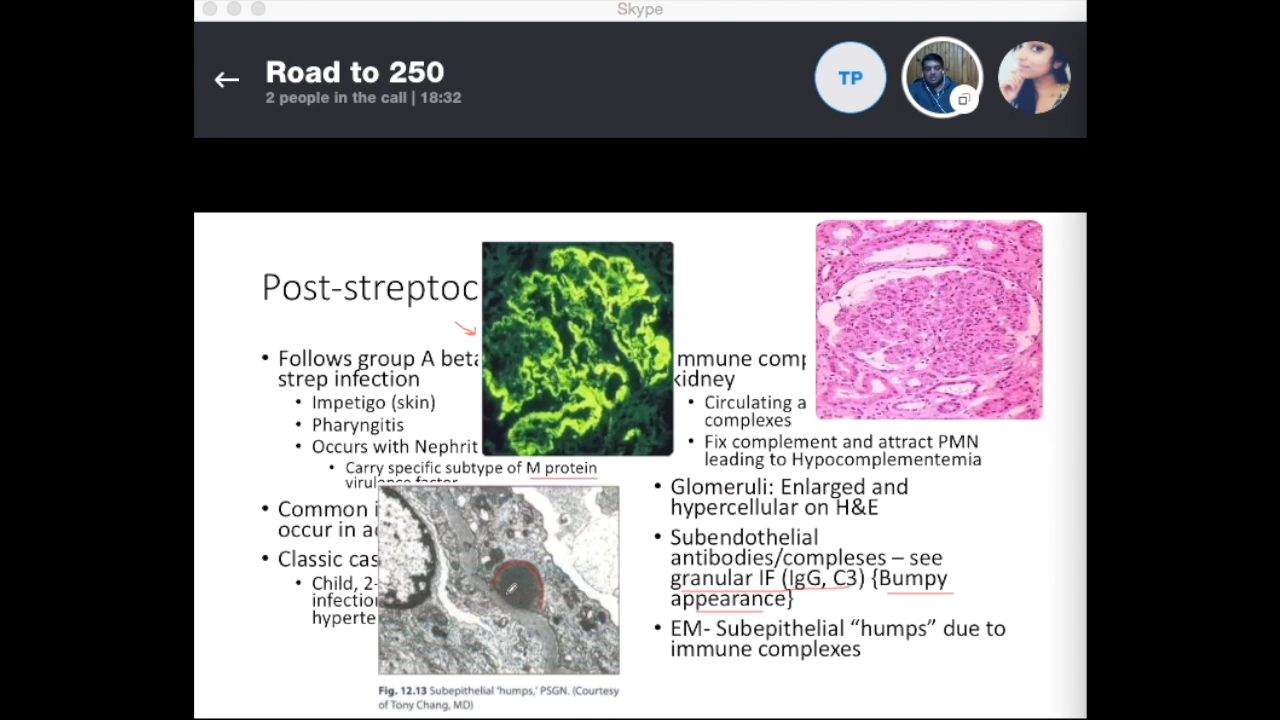 Skype
Road to 250
2 people in the call | 18:32
TP
Post-streptoc
• Follows group A beta
strep infection
• Impetigo (skin)
• Pharyngitis
• Occurs with Nephrit
• Carry specific subtype of M protein
virulence factor
• Common i
occur in a
• Classic cas
• Child, 2-
infection
hyperte
mmune comp
kidney
• Circulating a
complexes
• Fix complement and attract PMN
leading to Hypocomplementemia
• Glomeruli: Enlarged and
hypercellular on H&E
• Subendothelial
antibodies/compleses – see
granular IF (IgG, C3) {Bumpy
appearance}
• EM- Subepithelial “humps” due to
immune complexes
Fig. 12.13 Subepithelial ‘humps,’ PSGN. (Courtesy
of Tony Chang, MD)